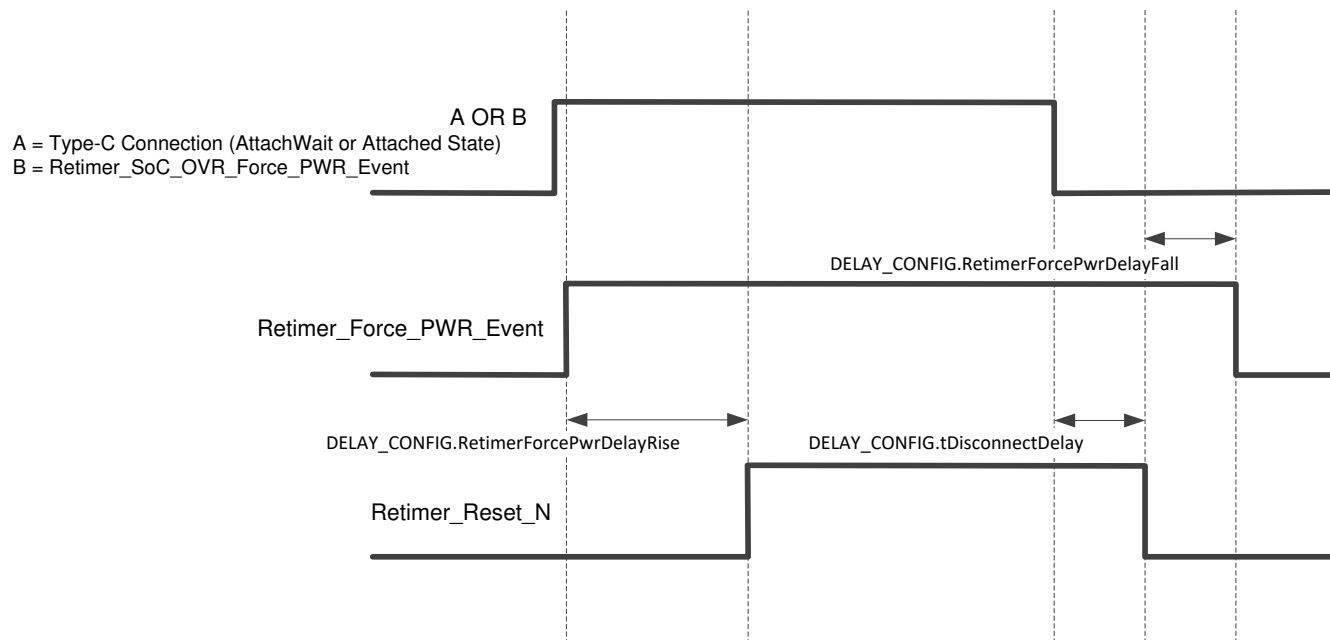 A OR B
A = Type-C Connection (AttachWait or Attached State)
B = Retimer_SoC_OVR_Force_PWR_Event
DELAY_CONFIG.RetimerForcePwrDelayFall
Retimer_Force_PWR_Event
DELAY_CONFIG.RetimerForcePwrDelayRise
DELAY_CONFIG.tDisconnectDelay
Retimer_Reset_N